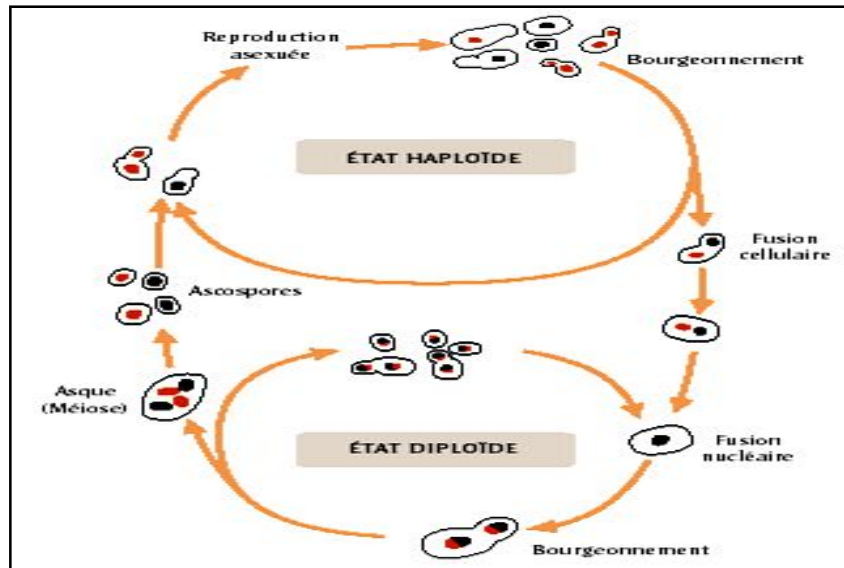 Reproduction
asexuée
Bourgeonnement
ÉTAT HAPLOÏDE
Fusion
cellulaire
Ascospores
Asque
(Méiose)
ÉTAT DIPLOÏDE
Fusion
nucléaire
Bourgeonnement